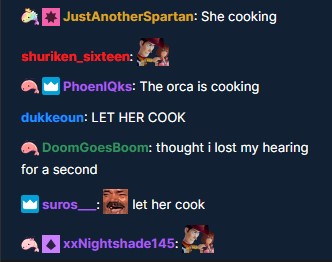 JustAnotherSpartan: She cooking
shuriken_sixteen:
PhoenIQks: The orca is cooking
dukkeoun: LET HER COOK
DoomGoesBoom: thought i lost my hearing
for a second
suros___: let her cook
xxNightshade145: